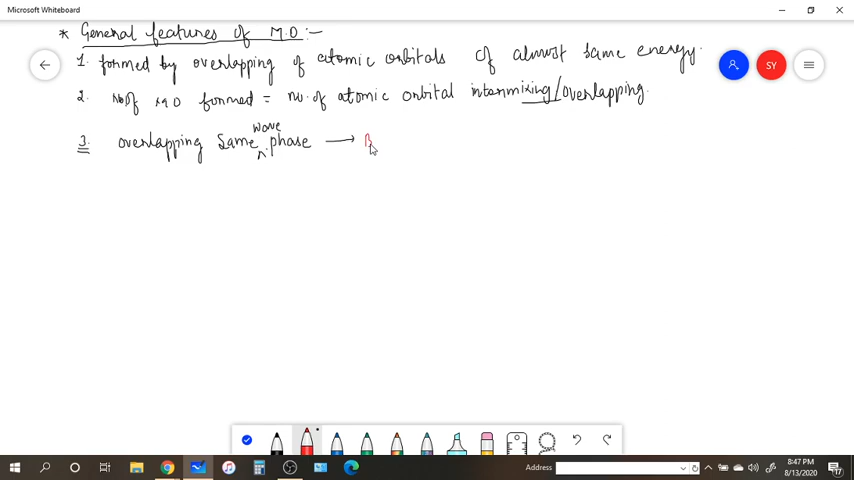 Microsoft Whiteboard
* General features of M.O :-
1. formed by overlapping of atomic orbitals of almost same energy.
2. no of M O formed = no. of atomic orbital intermixing/overlapping.
3. overlapping same wave phase → B
SY
Address
8:47 PM
8/13/2020
17